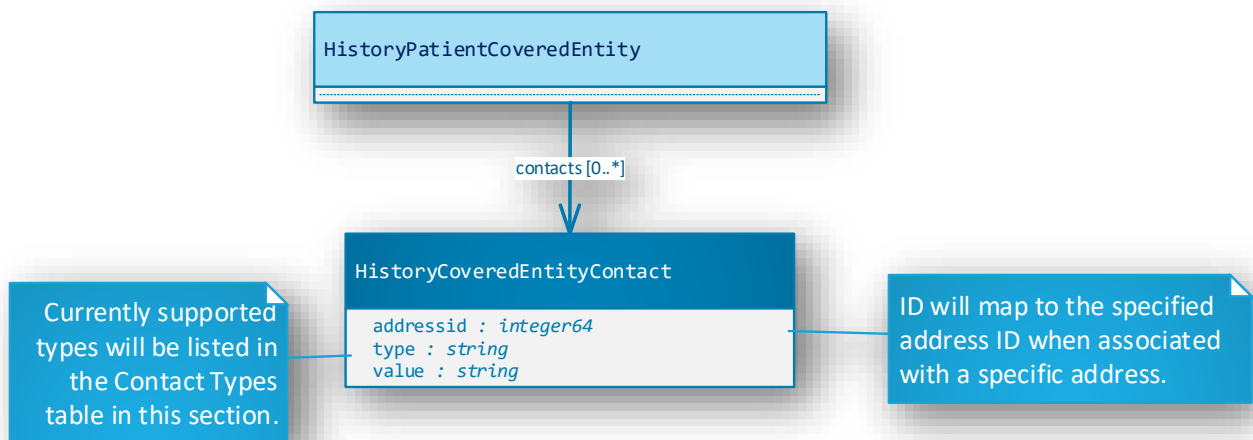 HistoryPatientCoveredEntity
contacts [0..*]
HistoryCoveredEntityContact
addressid : integer64
type : string
value : string
Currently supported
types will be listed in
the Contact Types
table in this section.
ID will map to the specified
address ID when associated
with a specific address.